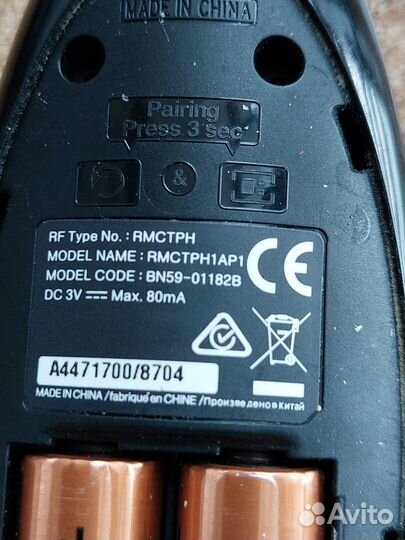 MADE IN CHINA
Pairing
Press 3 sec
&
RF Type No. : RMCTPH
MODEL NAME : RMCTPH1AP1
MODEL CODE : BN59-01182B
DC 3V Max. 80mA
CE
A4471700/8704
MADE IN CHINA / fabriqué en CHINE / Произведено в Китай
Avito